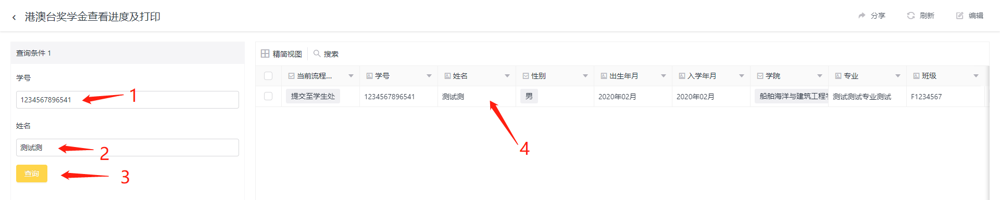 港澳台奖学金查看进度及打印
分享 刷新 编辑
查询条件 1
学号
1234567896541
1
姓名
测试测
2
查询
3
精简视图 搜索
当前流程... 学号 姓名 性别 出生年月 入学年月 学院 专业 班级
提交至学生处 1234567896541 测试测 男 2020年02月 2020年02月 船舶海洋与建筑工程学 测试测试专业测试 F1234567
4